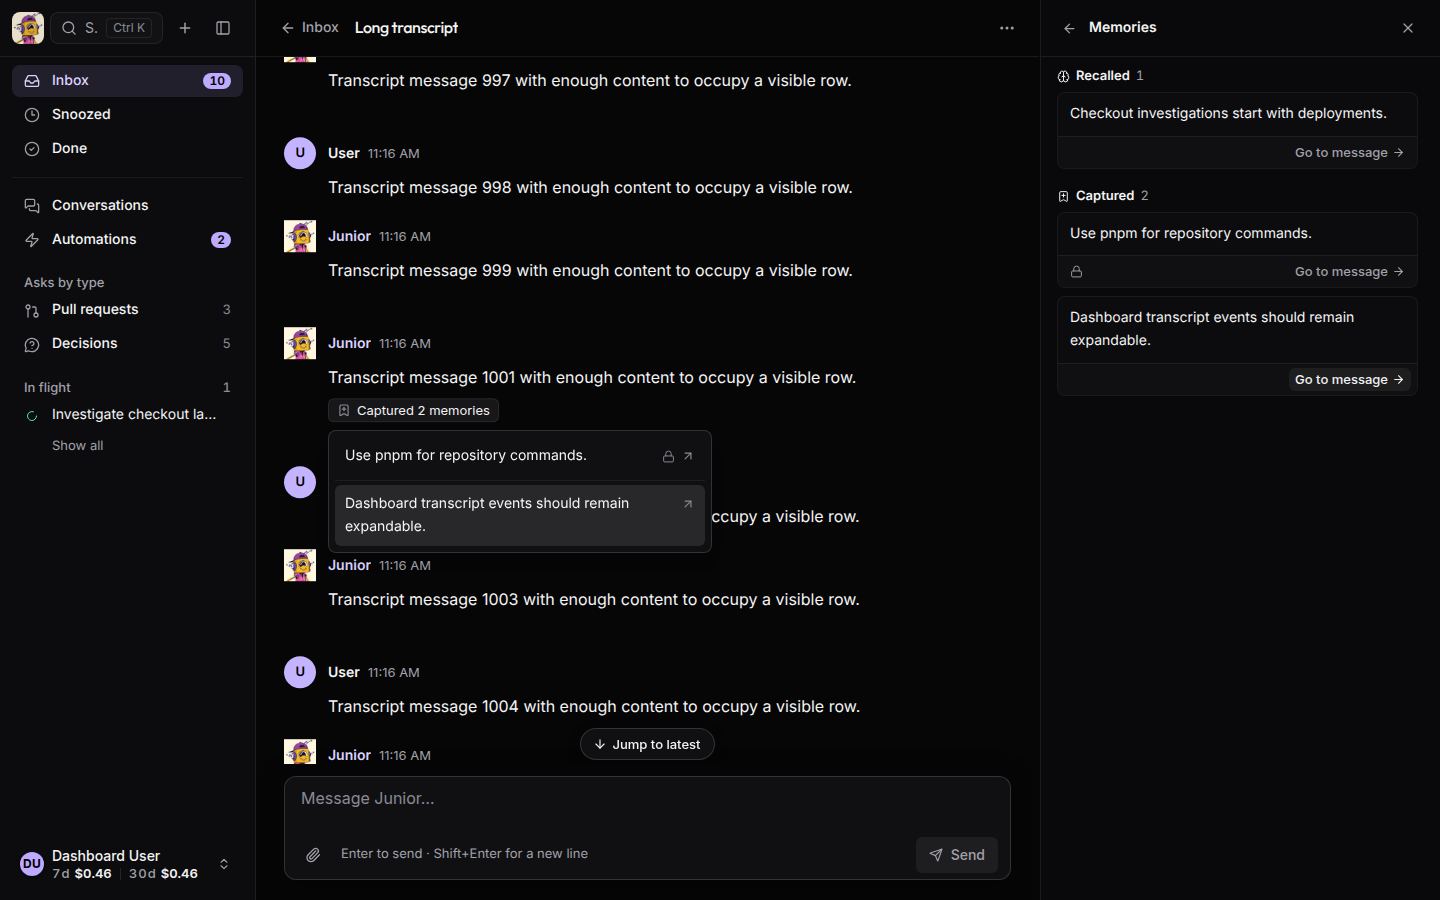 S.
Ctrl K
Inbox
10
Snoozed
Done
Conversations
Automations
2
Asks by type
Pull requests
3
Decisions
5
In flight
1
Investigate checkout la...
Show all
DU
Dashboard User
7d $0.46 30d $0.46
Inbox
Long transcript
Transcript message 997 with enough content to occupy a visible row.
U
User 11:16 AM
Transcript message 998 with enough content to occupy a visible row.
Junior 11:16 AM
Transcript message 999 with enough content to occupy a visible row.
Junior 11:16 AM
Transcript message 1001 with enough content to occupy a visible row.
Captured 2 memories
Use pnpm for repository commands.
Dashboard transcript events should remain
expandable.
U
ccupy a visible row.
Junior 11:16 AM
Transcript message 1003 with enough content to occupy a visible row.
U
User 11:16 AM
Transcript message 1004 with enough content to occupy a visible row.
Junior 11:16 AM
Jump to latest
Message Junior...
Enter to send · Shift+Enter for a new line
Send
Memories
Recalled 1
Checkout investigations start with deployments.
Go to message
Captured 2
Use pnpm for repository commands.
Go to message
Dashboard transcript events should remain
expandable.
Go to message